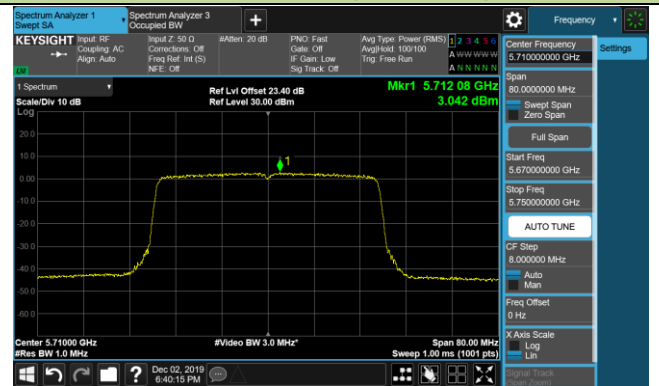 Spectrum Analyzer 1
Swept SA
Spectrum Analyzer 3
Occupied BW
Frequency
KEYSIGHT
Input: RF
Coupling: AC
Align: Auto
Input Z: 50 Ω
Corrections: Off
Freq Ref: Int (S)
NFE: Off
#Atten: 20 dB
PNO: Fast
Gate: Off
IF Gain: Low
Sig Track: Off
Avg Type: Power (RMS)
Avg|Hold: 100/100
Trig: Free Run
1 2 3 4 5 6
A W W W W W
A N N N N N
LXI
1 Spectrum
Scale/Div 10 dB
Log
Ref Lvl Offset 23.40 dB
Ref Level 30.00 dBm
Mkr1 5.712 08 GHz
3.042 dBm
20.0
10.0
0.00
-10.0
-20.0
-30.0
-40.0
-50.0
-60.0
1
Center 5.71000 GHz
#Res BW 1.0 MHz
#Video BW 3.0 MHz*
Span 80.00 MHz
Sweep 1.00 ms (1001 pts)
Center Frequency
5.710000000 GHz
Settings
Span
80.0000000 MHz
Swept Span
Zero Span
Full Span
Start Freq
5.670000000 GHz
Stop Freq
5.750000000 GHz
AUTO TUNE
CF Step
8.000000 MHz
Auto
Man
Freq Offset
0 Hz
X Axis Scale
Log
Lin
Signal Track
(Span Zoom)
Dec 02, 2019
6:40:15 PM